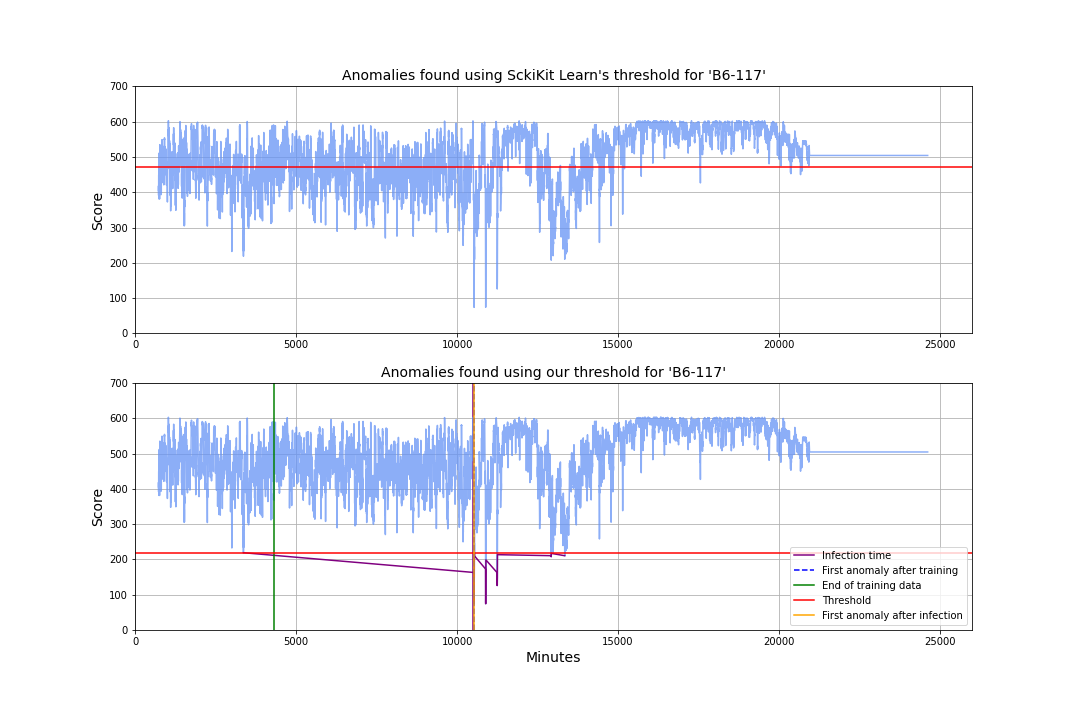 Anomalies found using SckiKit Learn's threshold for 'B6-117'
700
600
500
400
300
200
100
0
Score
0 5000 10000 15000 20000 25000
Anomalies found using our threshold for 'B6-117'
700
600
500
400
300
200
100
0
Score
Infection time
First anomaly after training
End of training data
Threshold
First anomaly after infection
0 5000 10000 15000 20000 25000
Minutes